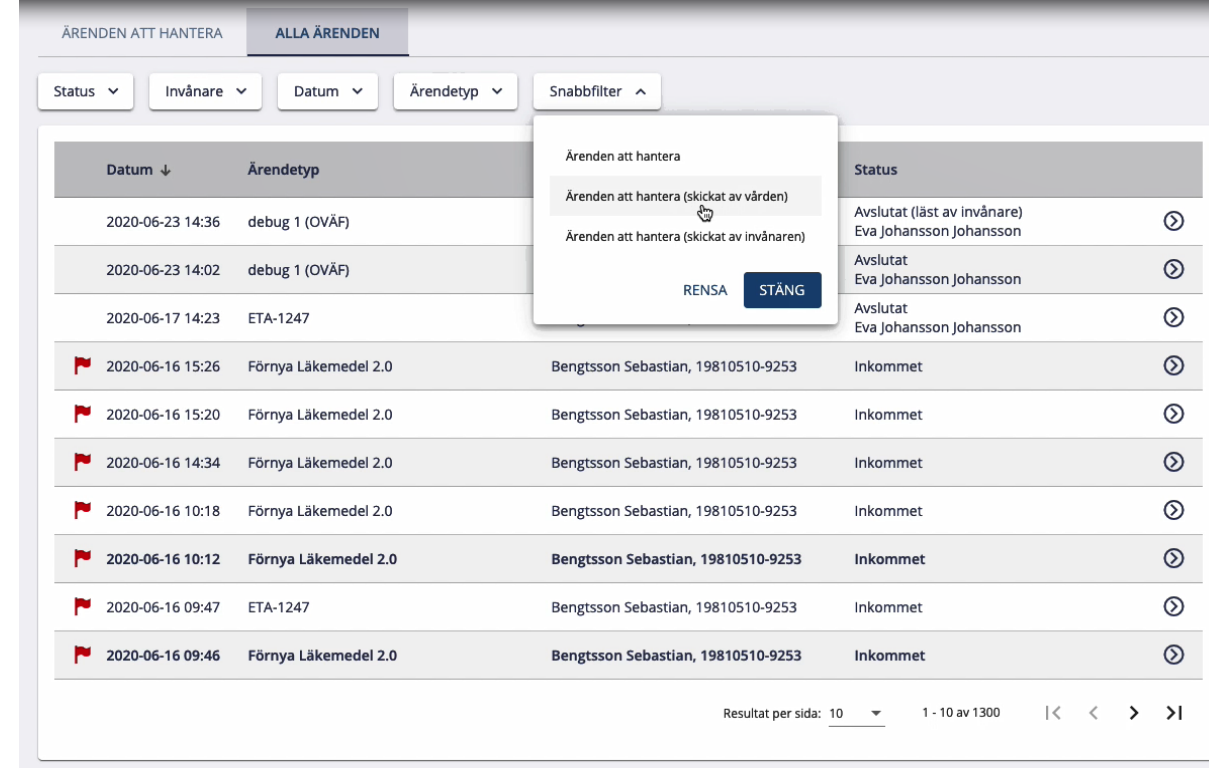 ÄRENDEN ATT HANTERA ALLA ÄRENDEN
Status Invånare Datum Ärendetyp Snabbfilter
Ärenden att hantera
Ärenden att hantera (skickat av vården)
Ärenden att hantera (skickat av invånaren)
RENSA STÄNG
Datum Ärendetyp Status
2020-06-23 14:36 debug 1 (OVÄF) Avslutat (läst av invånare)
Eva Johansson Johansson
2020-06-23 14:02 debug 1 (OVÄF) Avslutat
Eva Johansson Johansson
2020-06-17 14:23 ETA-1247 Avslutat
Eva Johansson Johansson
2020-06-16 15:26 Förnya Läkemedel 2.0 Bengtsson Sebastian, 19810510-9253 Inkommet
2020-06-16 15:20 Förnya Läkemedel 2.0 Bengtsson Sebastian, 19810510-9253 Inkommet
2020-06-16 14:34 Förnya Läkemedel 2.0 Bengtsson Sebastian, 19810510-9253 Inkommet
2020-06-16 10:18 Förnya Läkemedel 2.0 Bengtsson Sebastian, 19810510-9253 Inkommet
2020-06-16 10:12 Förnya Läkemedel 2.0 Bengtsson Sebastian, 19810510-9253 Inkommet
2020-06-16 09:47 ETA-1247 Bengtsson Sebastian, 19810510-9253 Inkommet
2020-06-16 09:46 Förnya Läkemedel 2.0 Bengtsson Sebastian, 19810510-9253 Inkommet
Resultat per sida: 10 1 - 10 av 1300